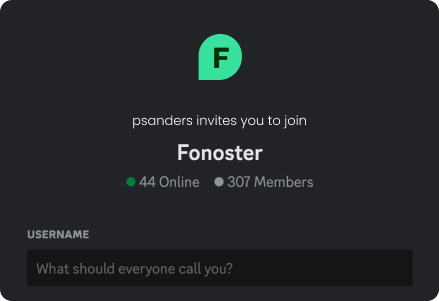 F
psanders invites you to join
Fonoster
44 Online 307 Members
USERNAME
What should everyone call you?